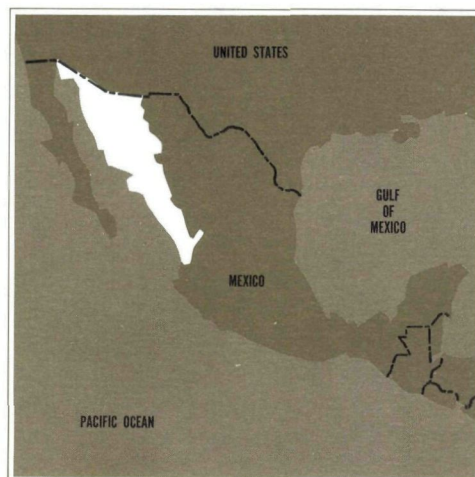 UNITED STATES
GULF
OF
MEXICO
MEXICO
PACIFIC OCEAN